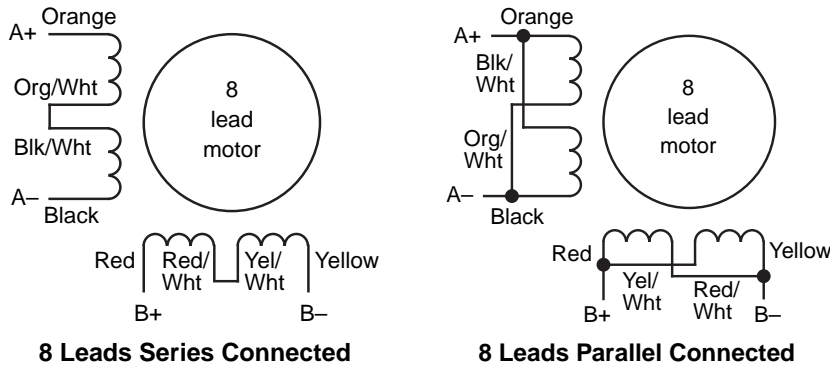 Orange
A+
Org/Wht
Blk/Wht
A–
Black
8
lead
motor
Red
Red/
Wht
Yel/
Wht
Yellow
B+
B–
8 Leads Series Connected
Orange
A+
Blk/
Wht
Org/
Wht
A–
Black
8
lead
motor
Red
Yel/
Wht
Red/
Wht
Yellow
B+
B–
8 Leads Parallel Connected